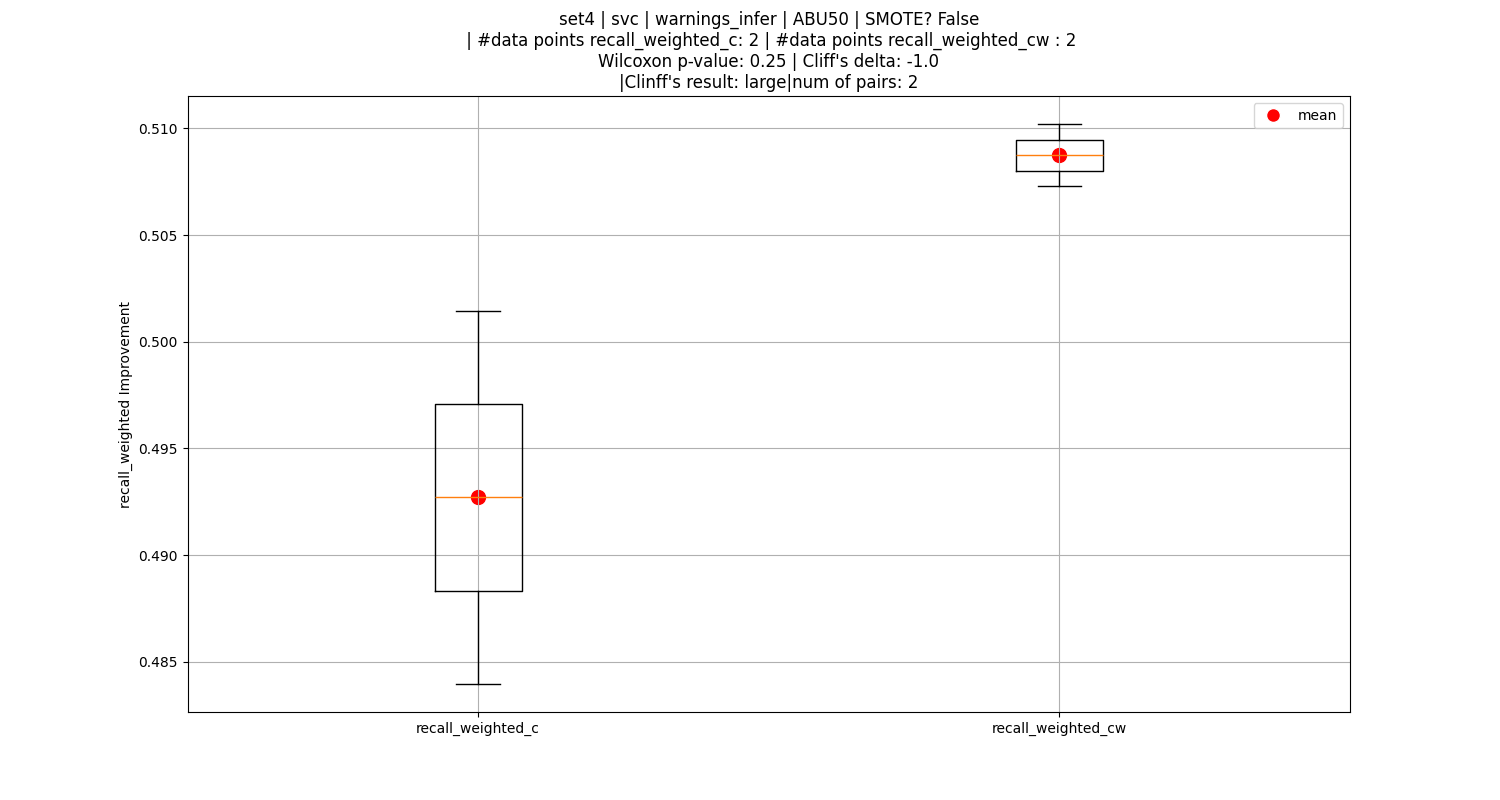 set4 | svc | warnings_infer | ABU50 | SMOTE? False
| #data points recall_weighted_c: 2 | #data points recall_weighted_cw : 2
Wilcoxon p-value: 0.25 | Cliff's delta: -1.0
|Clinff's result: large|num of pairs: 2
mean
0.510
0.505
0.500
0.495
0.490
0.485
recall_weighted Improvement
recall_weighted_c
recall_weighted_cw